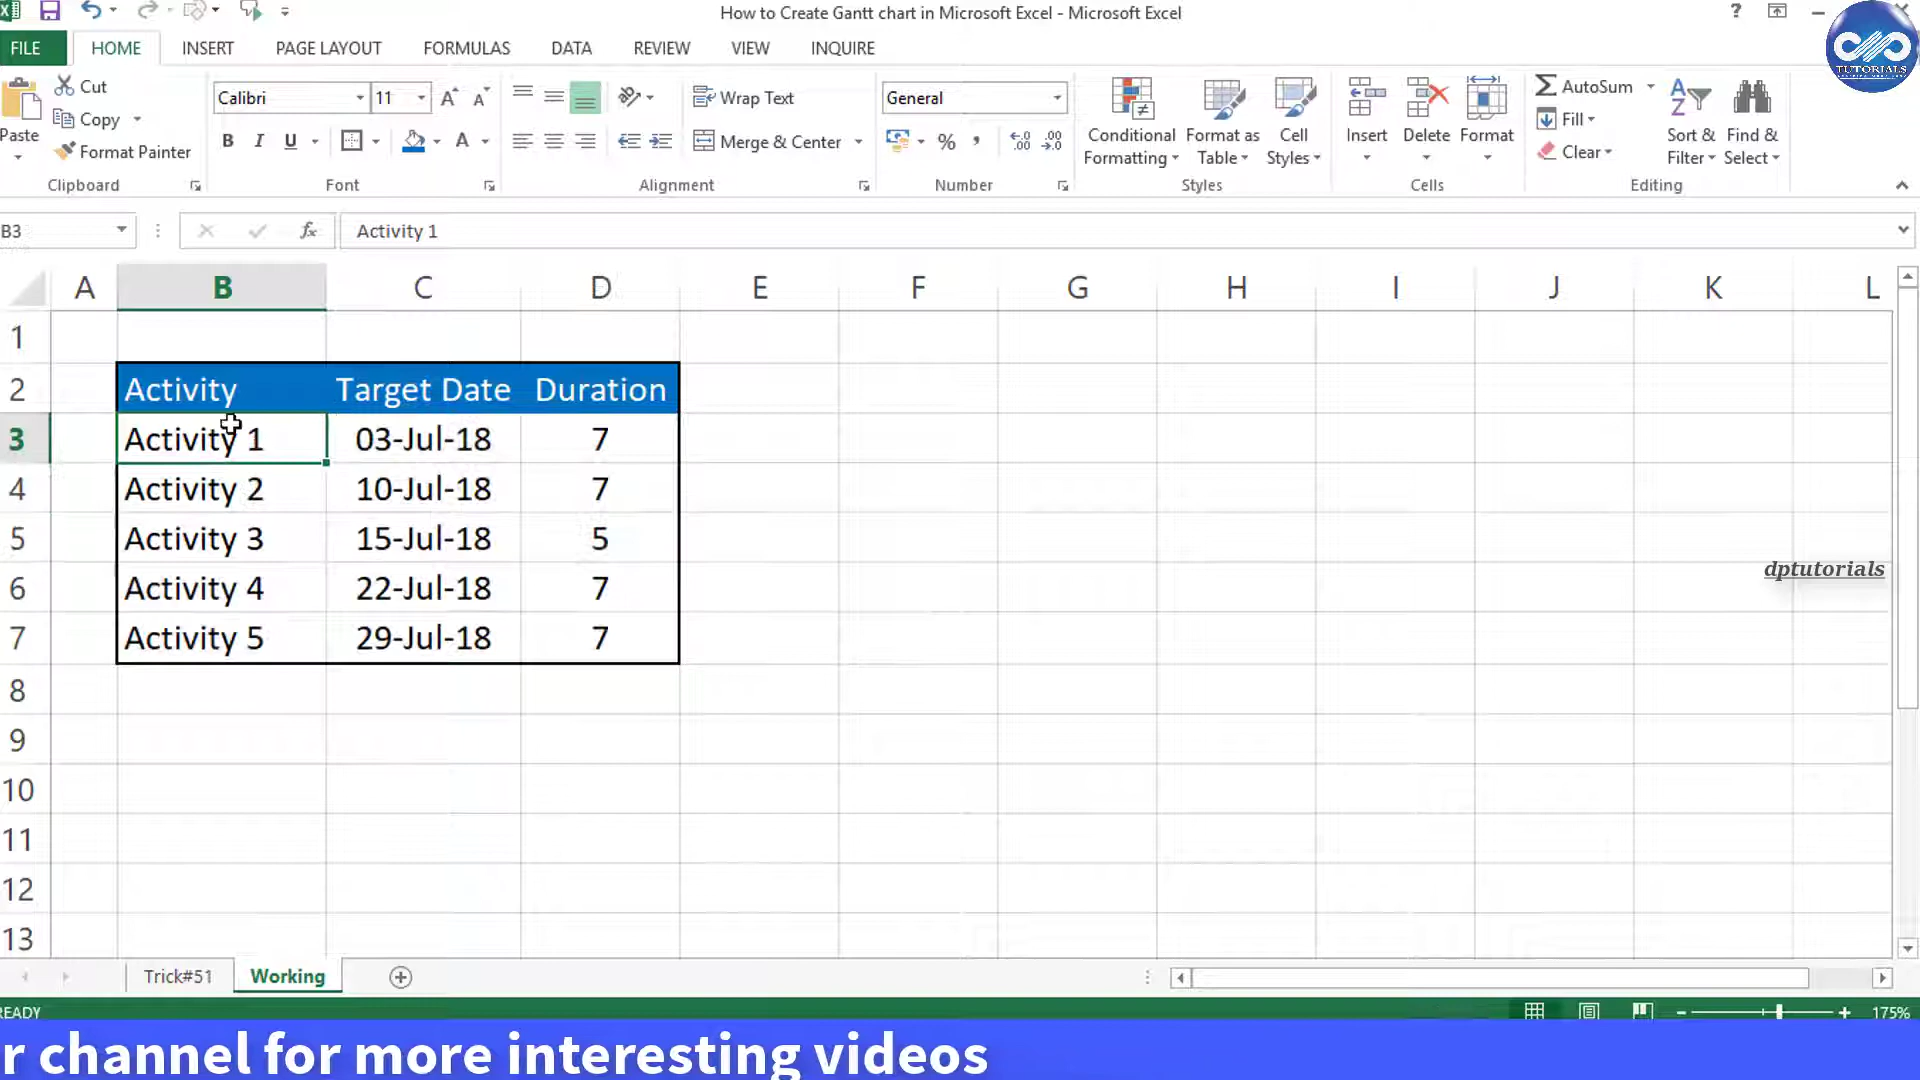 How to Create Gantt chart in Microsoft Excel - Microsoft Excel
?
FILE HOME INSERT PAGE LAYOUT FORMULAS DATA REVIEW VIEW INQUIRE
TUTORIALS
Paste
Cut
Copy
Format Painter
Clipboard
Calibri 11
B I U A
Font
Wrap Text
Merge & Center
Alignment
General
% ,
Number
Conditional Formatting
Format as Table
Cell Styles
Styles
Insert Delete Format
Cells
AutoSum
Fill
Clear
Sort & Filter
Find & Select
Editing
B3 fx Activity 1
A B C D E F G H I J K L
1
2 Activity Target Date Duration
3 Activity 1 03-Jul-18 7
4 Activity 2 10-Jul-18 7
5 Activity 3 15-Jul-18 5
6 Activity 4 22-Jul-18 7
7 Activity 5 29-Jul-18 7
8
9
10
11
12
13
dptutorials
Trick#51 Working
READY 175%
r channel for more interesting videos